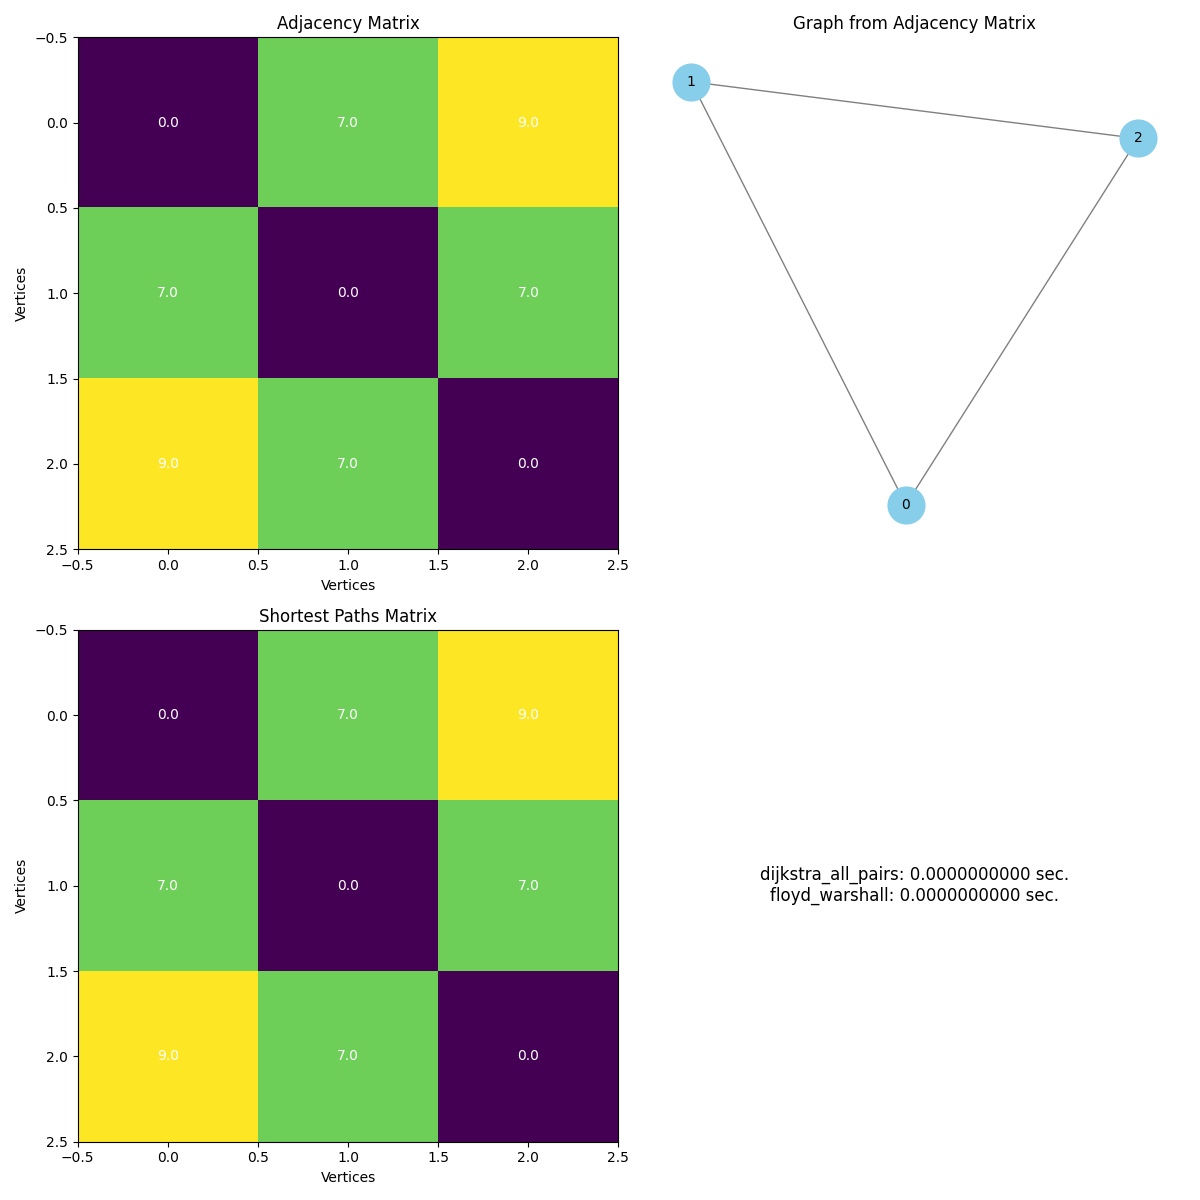 Adjacency Matrix
−0.5
0.0
0.5
1.0
1.5
2.0
2.5
Vertices
0.0 7.0 9.0
7.0 0.0 7.0
9.0 7.0 0.0
−0.5 0.0 0.5 1.0 1.5 2.0 2.5
Vertices
Graph from Adjacency Matrix
1
2
0
Shortest Paths Matrix
−0.5
0.0
0.5
1.0
1.5
2.0
2.5
Vertices
0.0 7.0 9.0
7.0 0.0 7.0
9.0 7.0 0.0
−0.5 0.0 0.5 1.0 1.5 2.0 2.5
Vertices
dijkstra_all_pairs: 0.0000000000 sec.
floyd_warshall: 0.0000000000 sec.